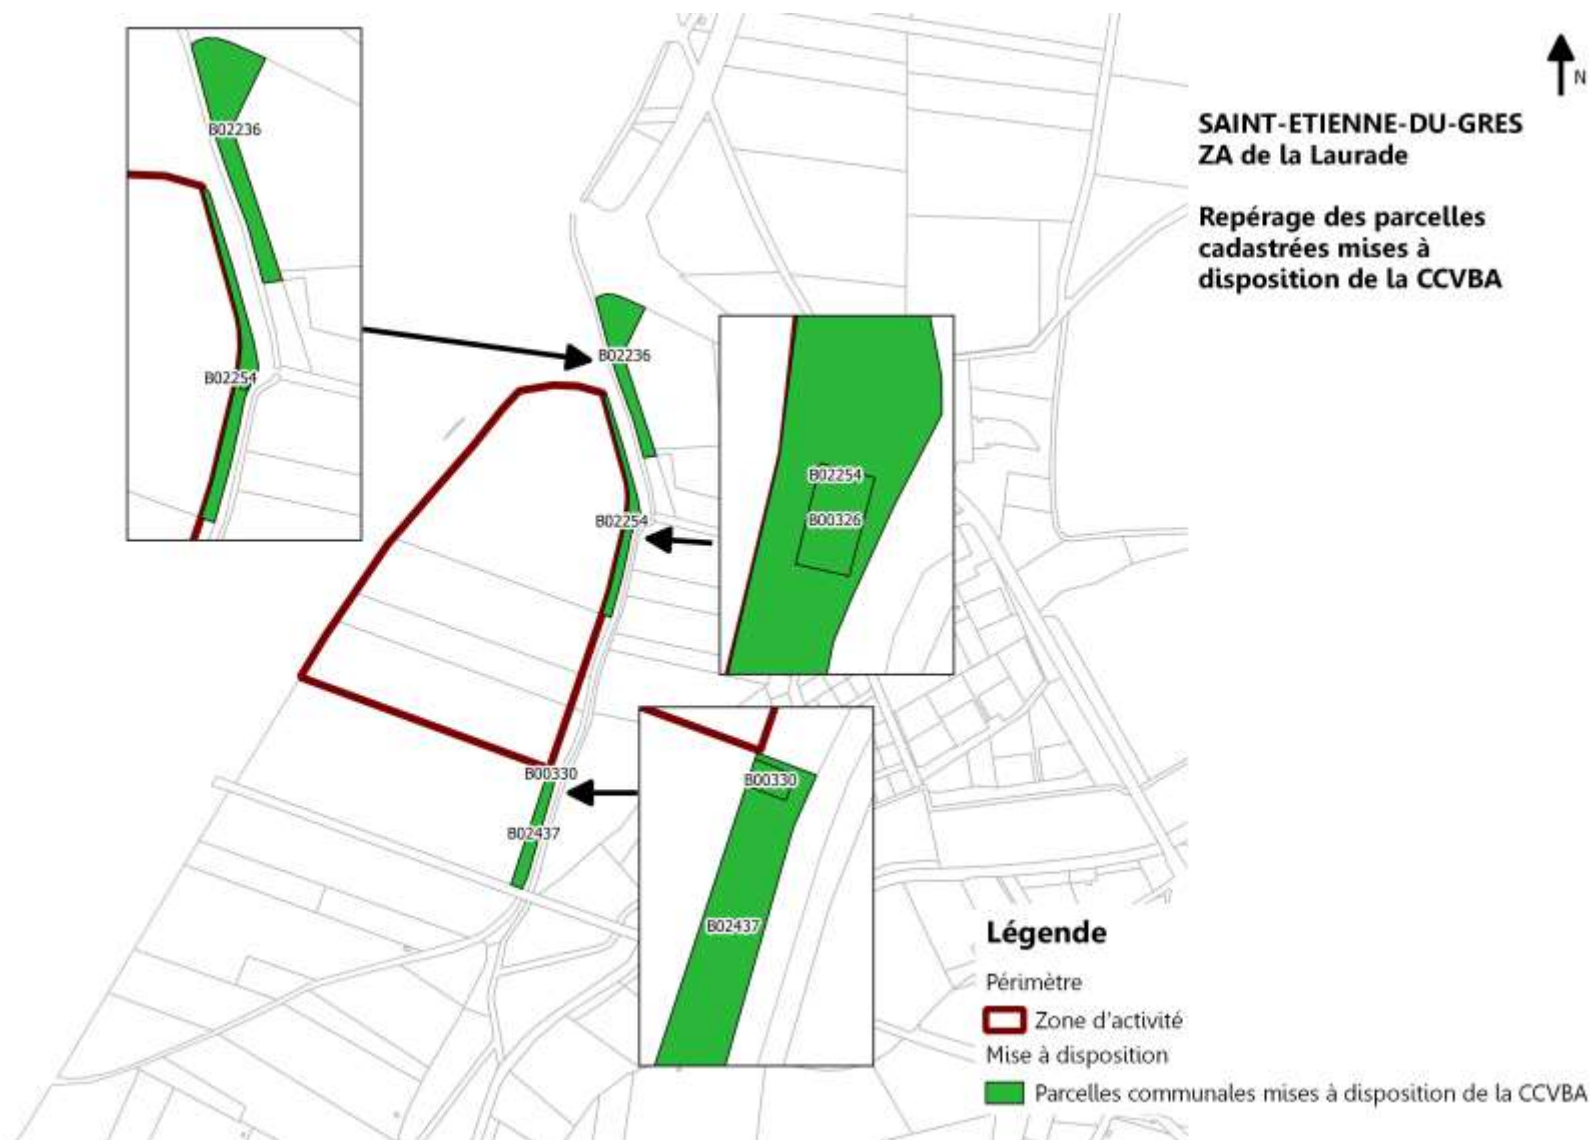 N
SAINT-ETIENNE-DU-GRES
ZA de la Laurade
Repérage des parcelles
cadastrées mises à
disposition de la CCVBA
B02236
B02254
B02236
B02254
B00330
B02437
B02254
B00326
B00330
B02437
Légende
Périmètre
Zone d'activité
Mise à disposition
Parcelles communales mises à disposition de la CCVBA